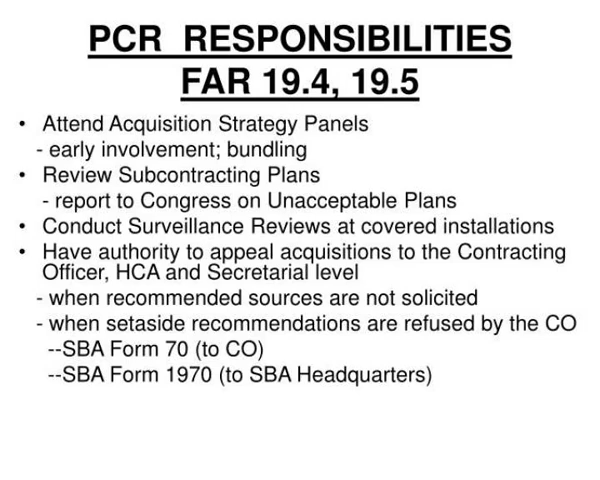 PCR RESPONSIBILITIES
FAR 19.4, 19.5
• Attend Acquisition Strategy Panels
- early involvement; bundling
• Review Subcontracting Plans
- report to Congress on Unacceptable Plans
• Conduct Surveillance Reviews at covered installations
• Have authority to appeal acquisitions to the Contracting
Officer, HCA and Secretarial level
- when recommended sources are not solicited
- when setaside recommendations are refused by the CO
--SBA Form 70 (to CO)
--SBA Form 1970 (to SBA Headquarters)